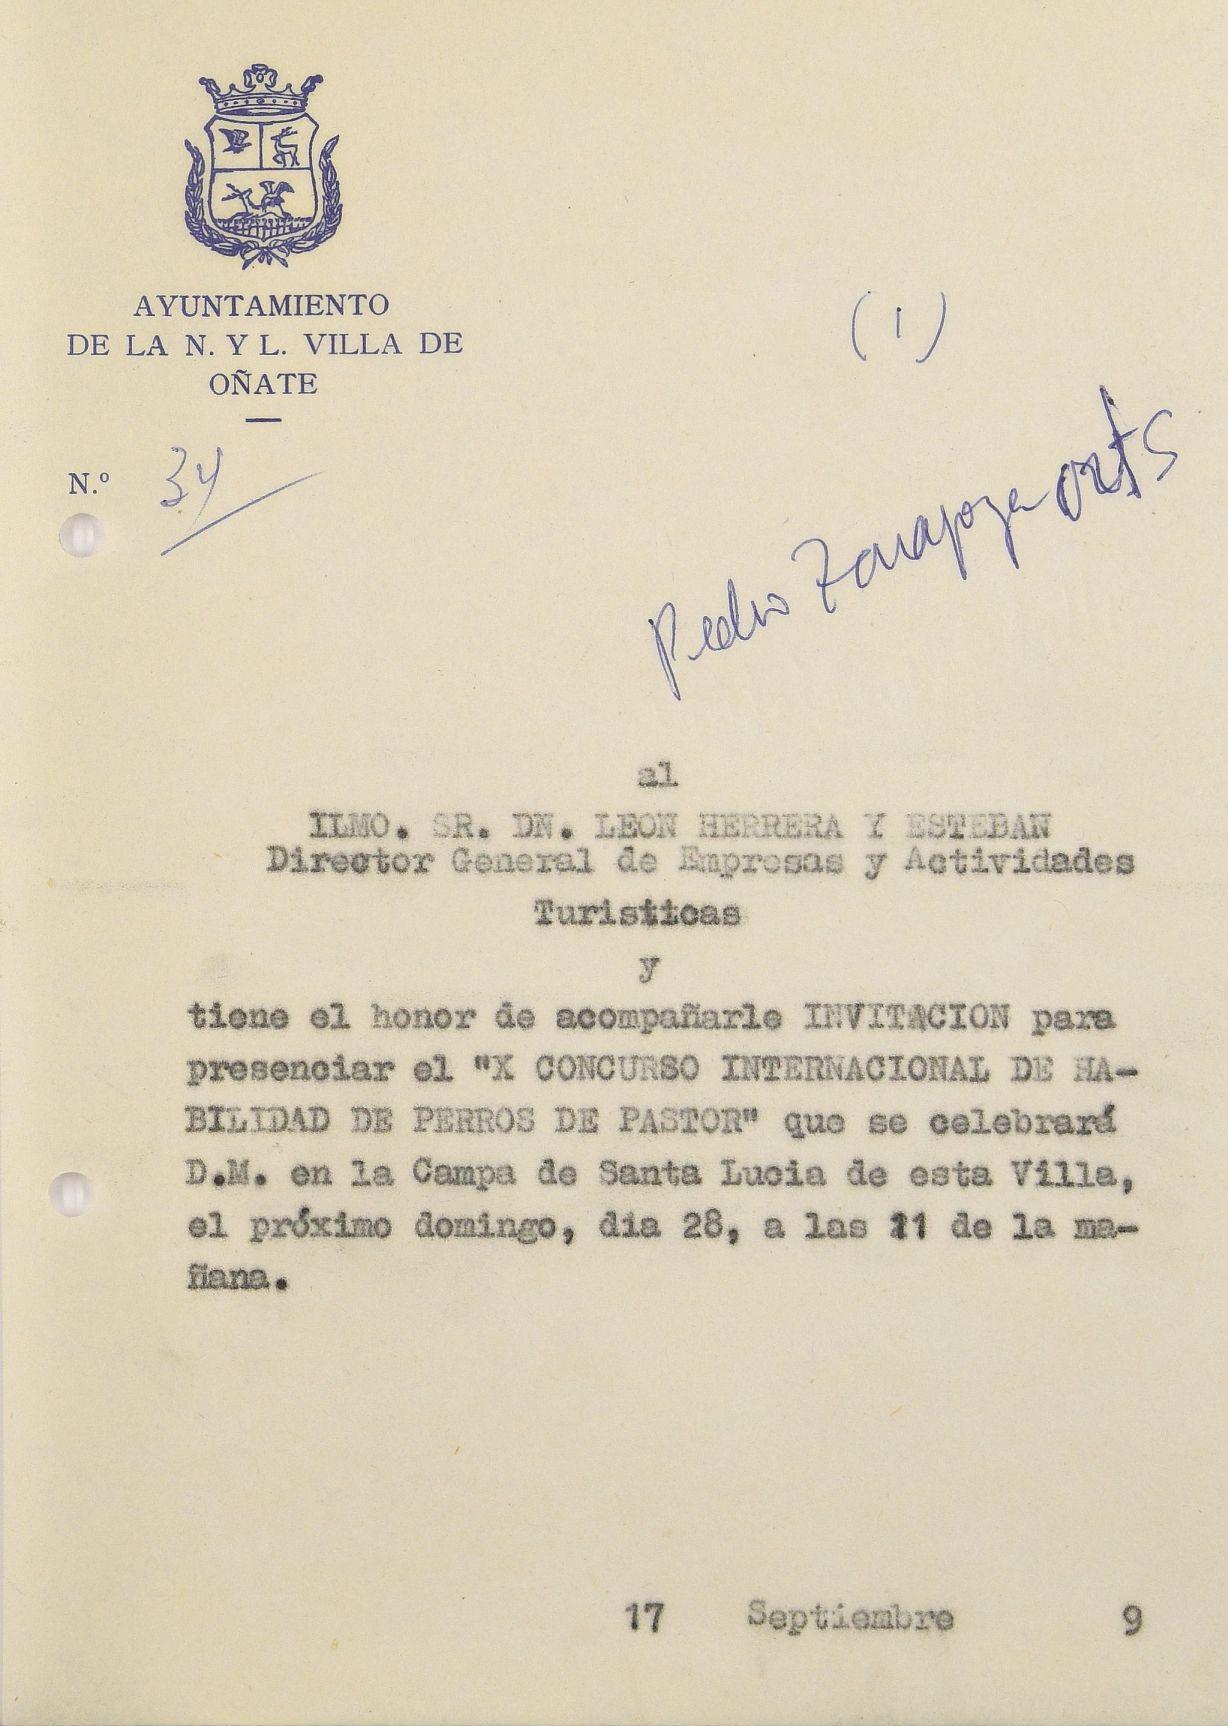 AYUNTAMIENTO
DE LA N. Y L. VILLA DE
OÑATE
N.º 34
(1)
Pedro Zaragoza Orts
al
ILMO. SR. DN. LEON HERRERA Y ESTEBAN
Director General de Empresas y Actividades
Turisticas
y
tiene el honor de acompañarle INVITACION para
presenciar el "X CONCURSO INTERNACIONAL DE HA-
BILIDAD DE PERROS DE PASTOR" que se celebrará
D.M. en la Campa de Santa Lucia de esta Villa,
el próximo domingo, dia 28, a las 11 de la ma-
ñana.
17 Septiembre 9